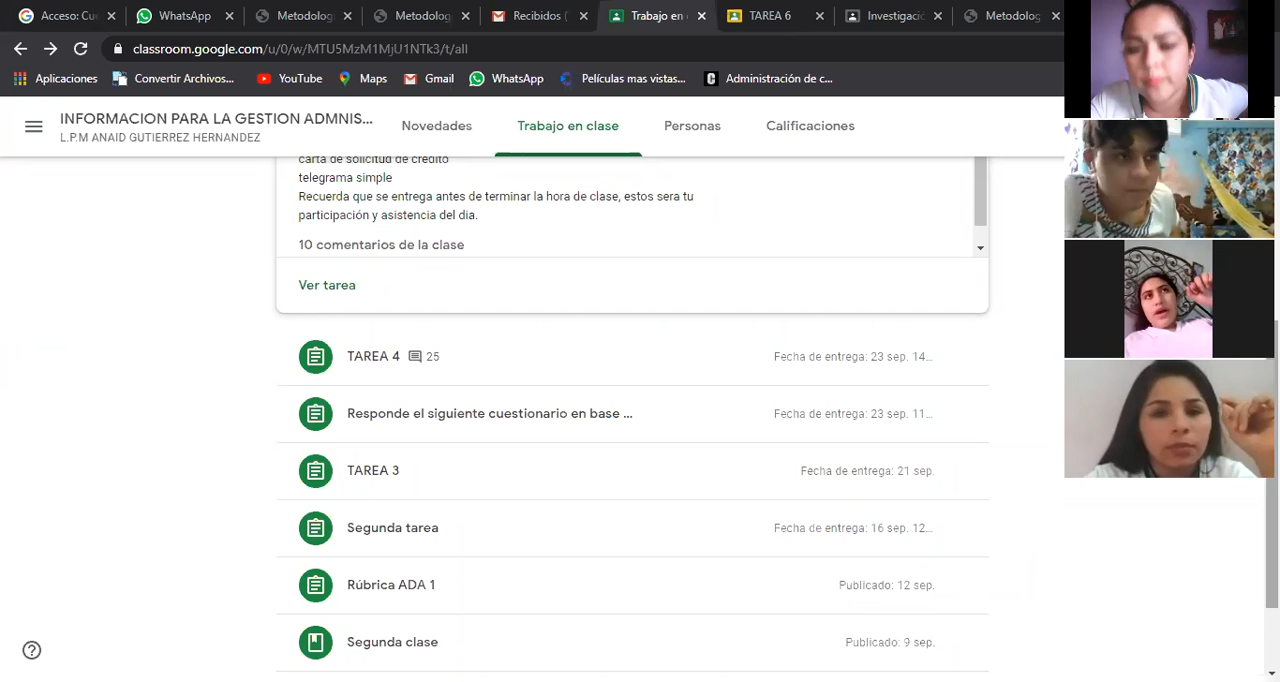 Acceso: Cu
WhatsApp
Metodolog
Metodolog
Recibidos (
Trabajo en
TAREA 6
Investigaci
Metodolog
classroom.google.com/u/0/w/MTU5MzM1MjU1NTk3/t/all
Aplicaciones
Convertir Archivos...
YouTube
Maps
Gmail
WhatsApp
Películas mas vistas...
Administración de c...
INFORMACION PARA LA GESTION ADMNIS...
L.P.M ANAID GUTIERREZ HERNANDEZ
Novedades
Trabajo en clase
Personas
Calificaciones
carta de solicitud de credito
telegrama simple
Recuerda que se entrega antes de terminar la hora de clase, estos sera tu
participación y asistencia del dia.
10 comentarios de la clase
Ver tarea
TAREA 4 25 Fecha de entrega: 23 sep. 14...
Responde el siguiente cuestionario en base ... Fecha de entrega: 23 sep. 11...
TAREA 3 Fecha de entrega: 21 sep.
Segunda tarea Fecha de entrega: 16 sep. 12...
Rúbrica ADA 1 Publicado: 12 sep.
Segunda clase Publicado: 9 sep.